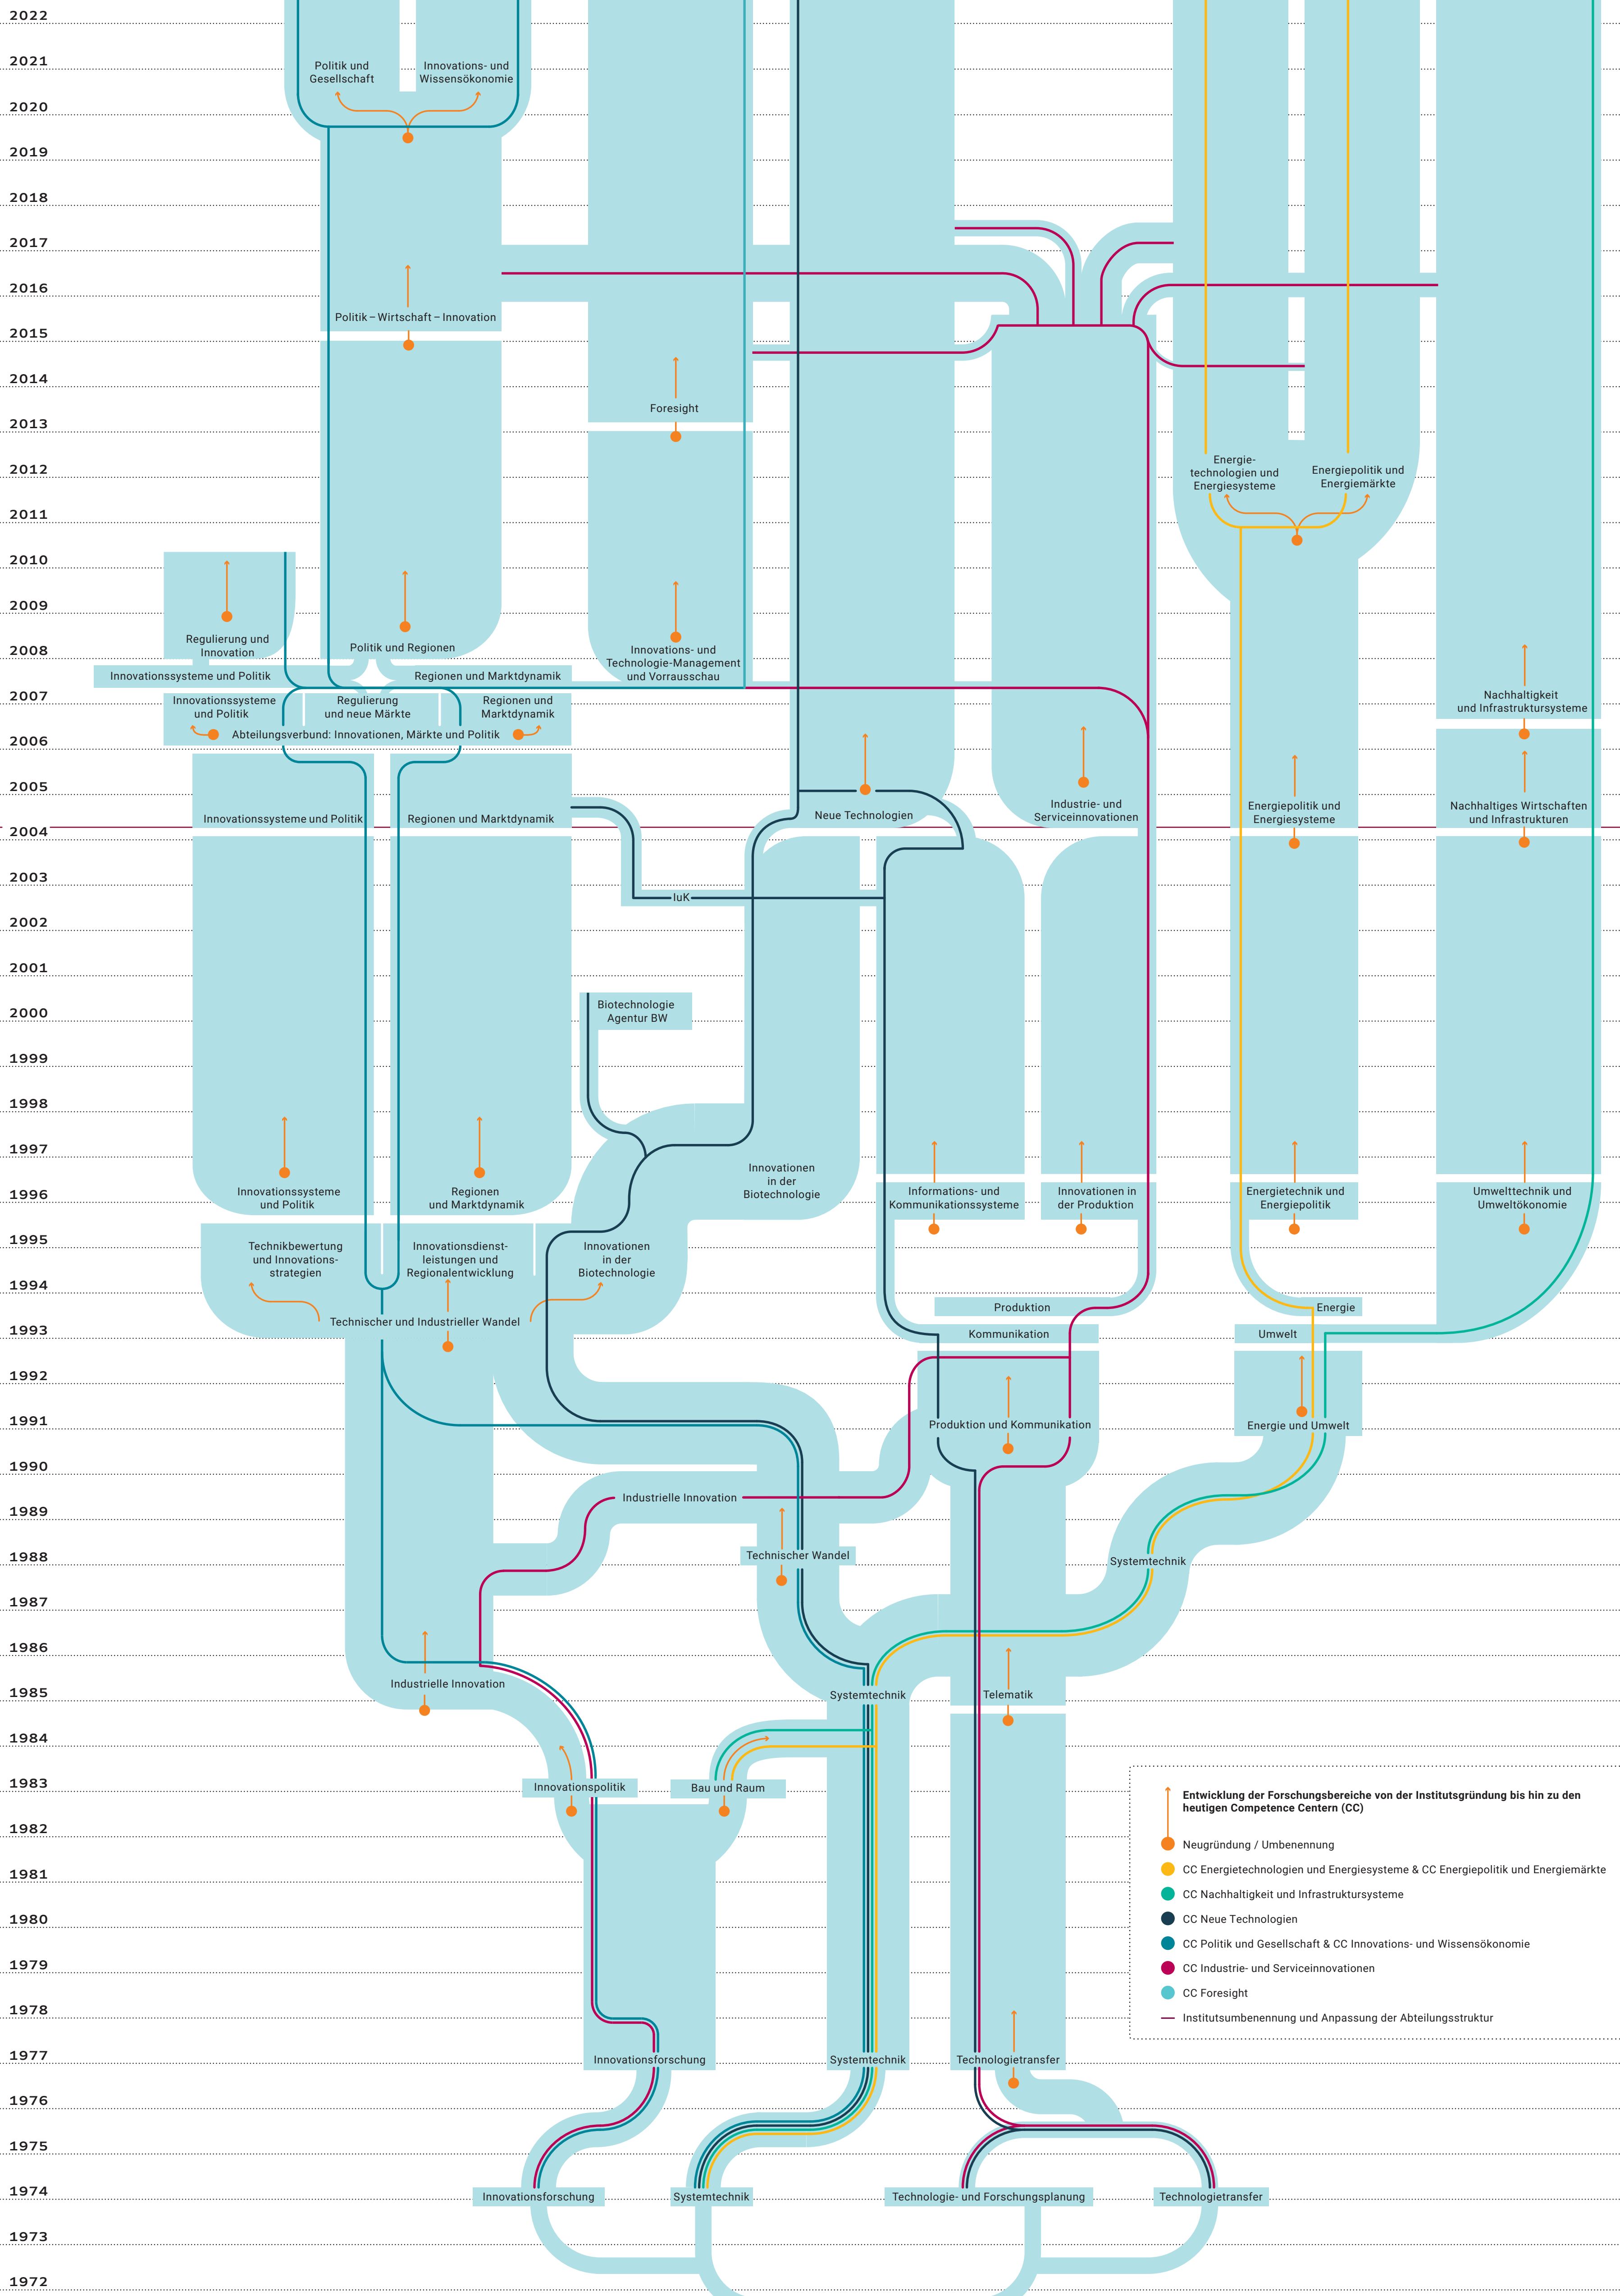 2022
2021
Politik und
Gesellschaft
Innovations- und
Wissensökonomie
2020
2019
2018
2017
2016
Politik – Wirtschaft – Innovation
2015
2014
Foresight
2013
2012
Energie-
technologien und
Energiesysteme
Energiepolitik und
Energiemärkte
2011
2010
2009
Regulierung und
Innovation
Politik und Regionen
Innovations- und
Technologie-Management
und Vorrausschau
2008
Innovationssysteme und Politik
Regionen und Marktdynamik
2007
Innovationssysteme
und Politik
Regulierung
und neue Märkte
Regionen und
Marktdynamik
Nachhaltigkeit
und Infrastruktursysteme
Abteilungsverbund: Innovationen, Märkte und Politik
2006
2005
Innovationssysteme und Politik
Regionen und Marktdynamik
Neue Technologien
Industrie- und
Serviceinnovationen
Energiepolitik und
Energiesysteme
Nachhaltiges Wirtschaften
und Infrastrukturen
2004
2003
IuK
2002
2001
2000
Biotechnologie
Agentur BW
1999
1998
1997
Innovationen
in der
Biotechnologie
1996
Innovationssysteme
und Politik
Regionen
und Marktdynamik
Informations- und
Kommunikationssysteme
Innovationen in
der Produktion
Energietechnik und
Energiepolitik
Umwelttechnik und
Umweltökonomie
1995
Technikbewertung
und Innovations-
strategien
Innovationsdienst-
leistungen und
Regionalentwicklung
Innovationen
in der
Biotechnologie
1994
Produktion
Energie
Technischer und Industrieller Wandel
1993
Kommunikation
Umwelt
1992
1991
Produktion und Kommunikation
Energie und Umwelt
1990
Industrielle Innovation
1989
1988
Technischer Wandel
Systemtechnik
1987
1986
Industrielle Innovation
1985
Systemtechnik
Telematik
1984
1983
Innovationspolitik
Bau und Raum
Entwicklung der Forschungsbereiche von der Institutsgründung bis hin zu den
heutigen Competence Centern (CC)
1982
Neugründung / Umbenennung
1981
CC Energietechnologien und Energiesysteme & CC Energiepolitik und Energiemärkte
CC Nachhaltigkeit und Infrastruktursysteme
1980
CC Neue Technologien
CC Politik und Gesellschaft & CC Innovations- und Wissensökonomie
1979
CC Industrie- und Serviceinnovationen
CC Foresight
1978
Institutsumbenennung und Anpassung der Abteilungsstruktur
1977
Innovationsforschung
Systemtechnik
Technologietransfer
1976
1975
1974
Innovationsforschung
Systemtechnik
Technologie- und Forschungsplanung
Technologietransfer
1973
1972